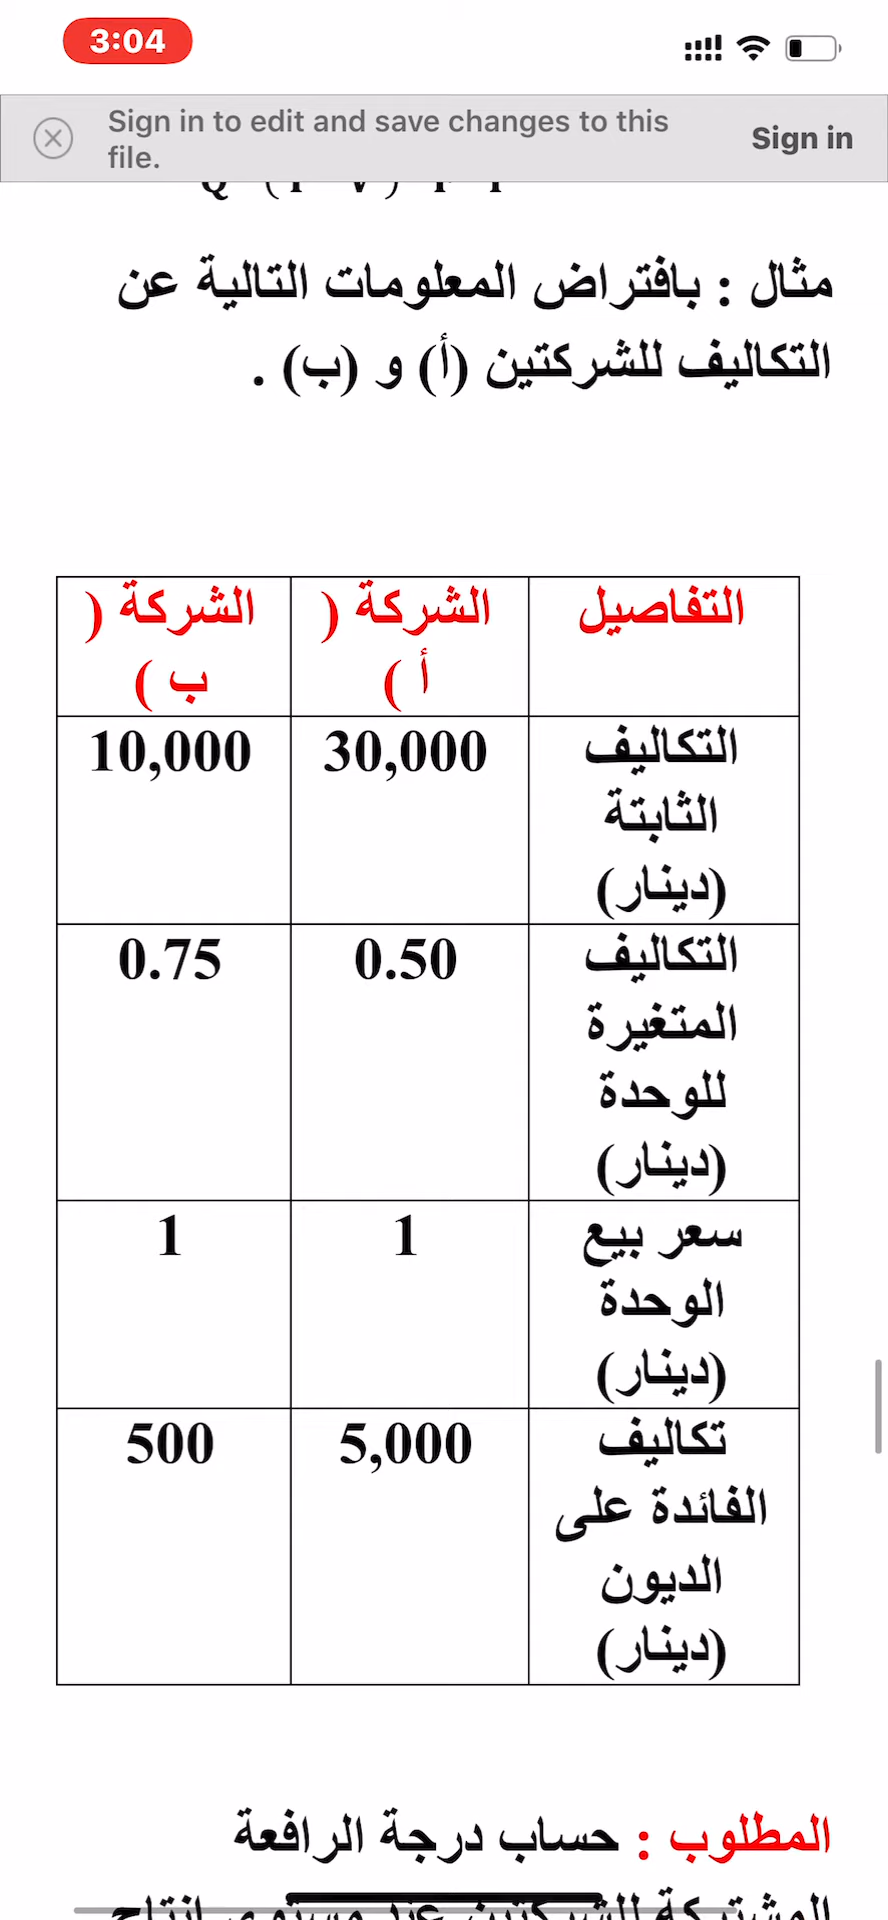 3:04
Sign in to edit and save changes to this
file.
Sign in
مثال : بافتراض المعلومات التالية عن
التكاليف للشركتين (أ) و (ب) .
التفاصيل
الشركة (
أ )
الشركة (
ب )
التكاليف
الثابتة
(دينار)
30,000
10,000
التكاليف
المتغيرة
للوحدة
(دينار)
0.50
0.75
سعر بيع
الوحدة
(دينار)
1
1
تكاليف
الفائدة على
الديون
(دينار)
5,000
500
المطلوب : حساب درجة الرافعة